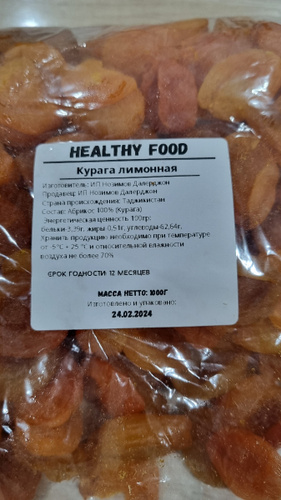 HEALTHY FOOD
Курага лимонная
Изготовитель: ИП Нозимов Далерджон
Продавец: ИП Нозимов Далерджон
Страна происхождения: Таджикистан
Состав: Абрикос 100% (Курага)
Энергетическая ценность 100гр:
белки-3,39г, жиры-0,51г, углеводы-62,64г.
Хранить продукцию необходимо при температуре
от -5°С + 25 °С и относительной влажности
воздуха не более 70%
СРОК ГОДНОСТИ: 12 МЕСЯЦЕВ
МАССА НЕТТО: 1000Г
Изготовлено и упаковано:
24.02.2024